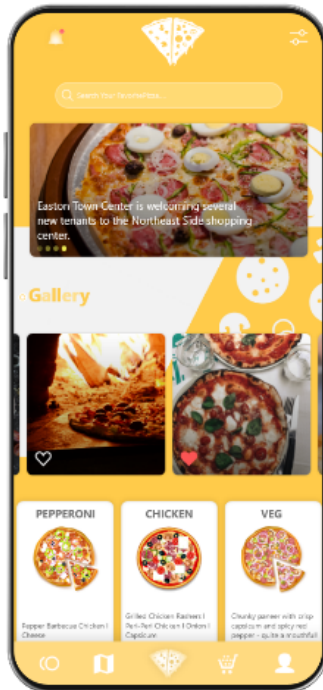 Search Your FavoritePizza...
Easton Town Center is welcoming several
new tenants to the Northeast Side shopping
center.
Gallery
PEPPERONI
CHICKEN
VEG
Pepper Barbecue Chicken I
Cheese
Grilled Chicken Rashers I
Peri-Peri Chicken I Onion I
Capsicum
Chunky paneer with crisp
capsicum and spicy red
pepper - quite a mouthful